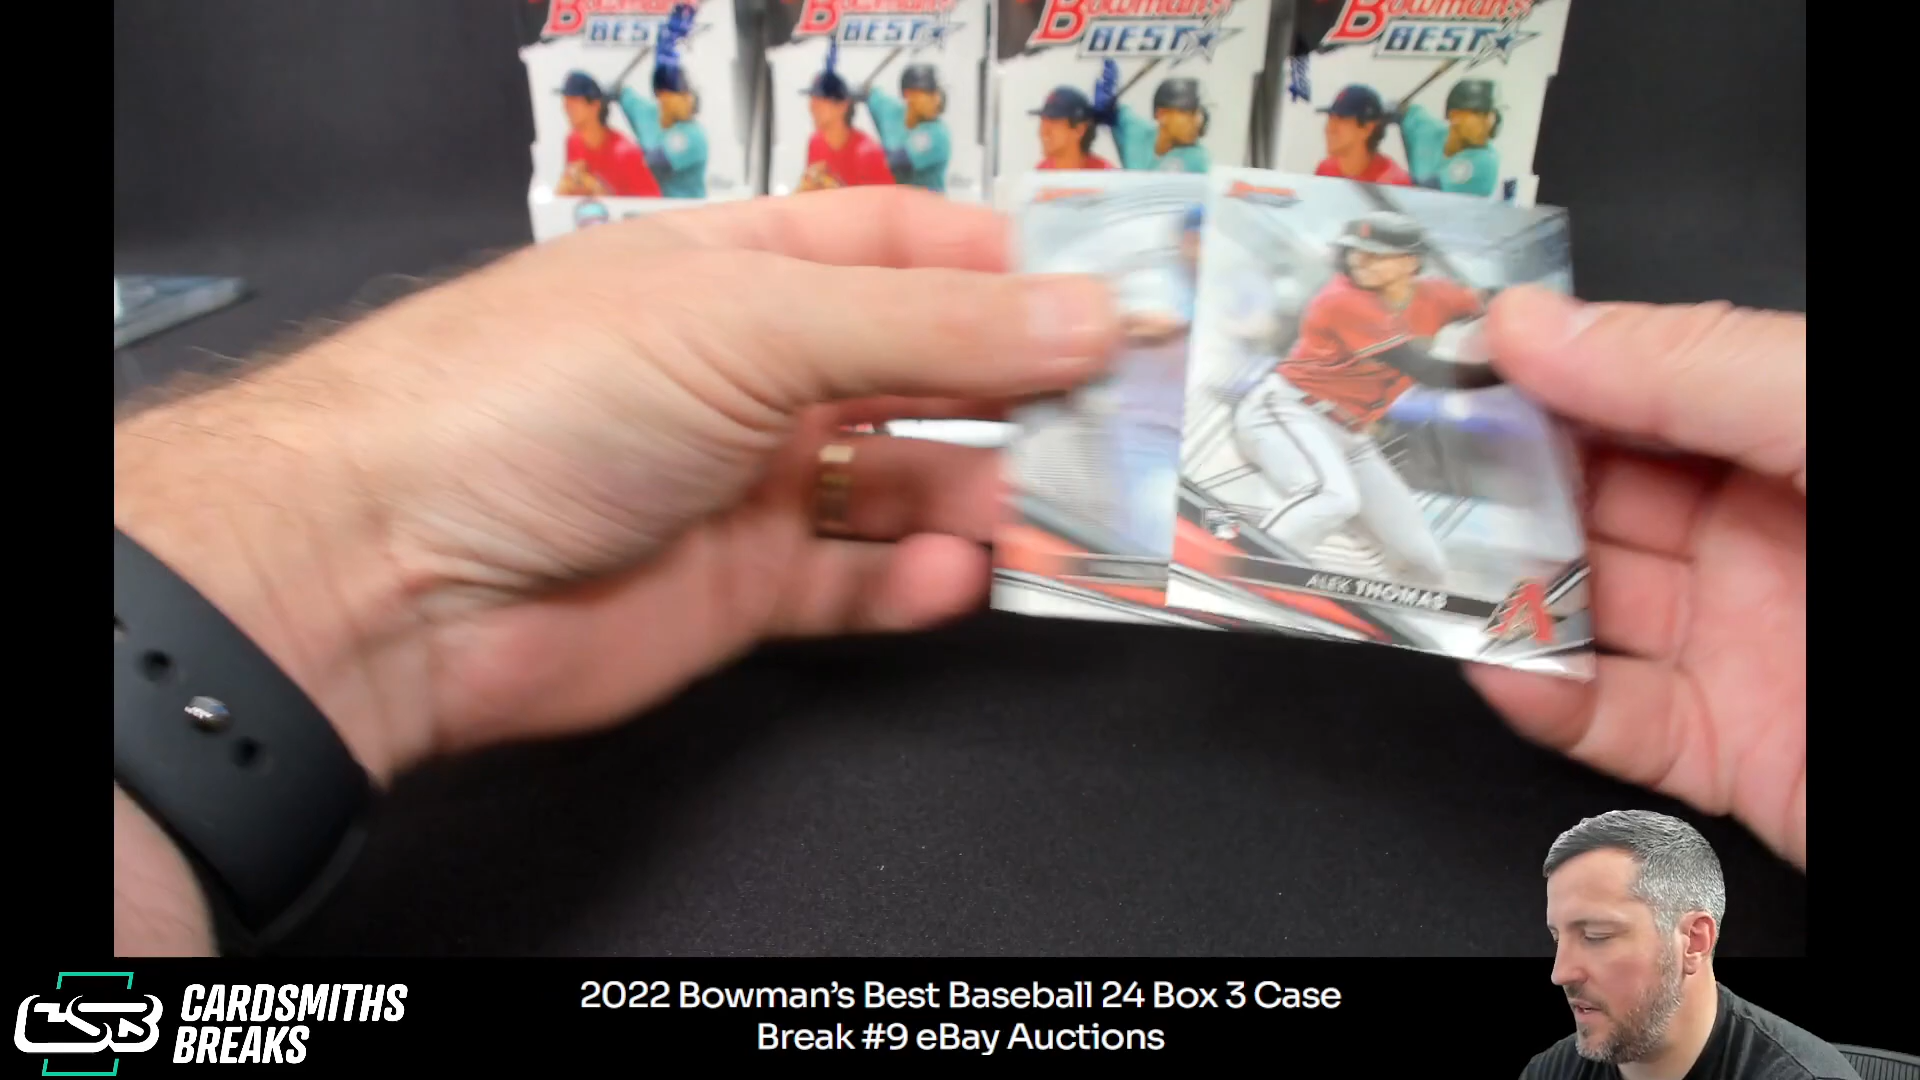 Bowman's
BEST
Bowman's
BEST
Bowman's
BEST
Bowman's
BEST
ALEK THOMAS
CSB
CARDSMITHS
BREAKS
2022 Bowman's Best Baseball 24 Box 3 Case
Break #9 eBay Auctions